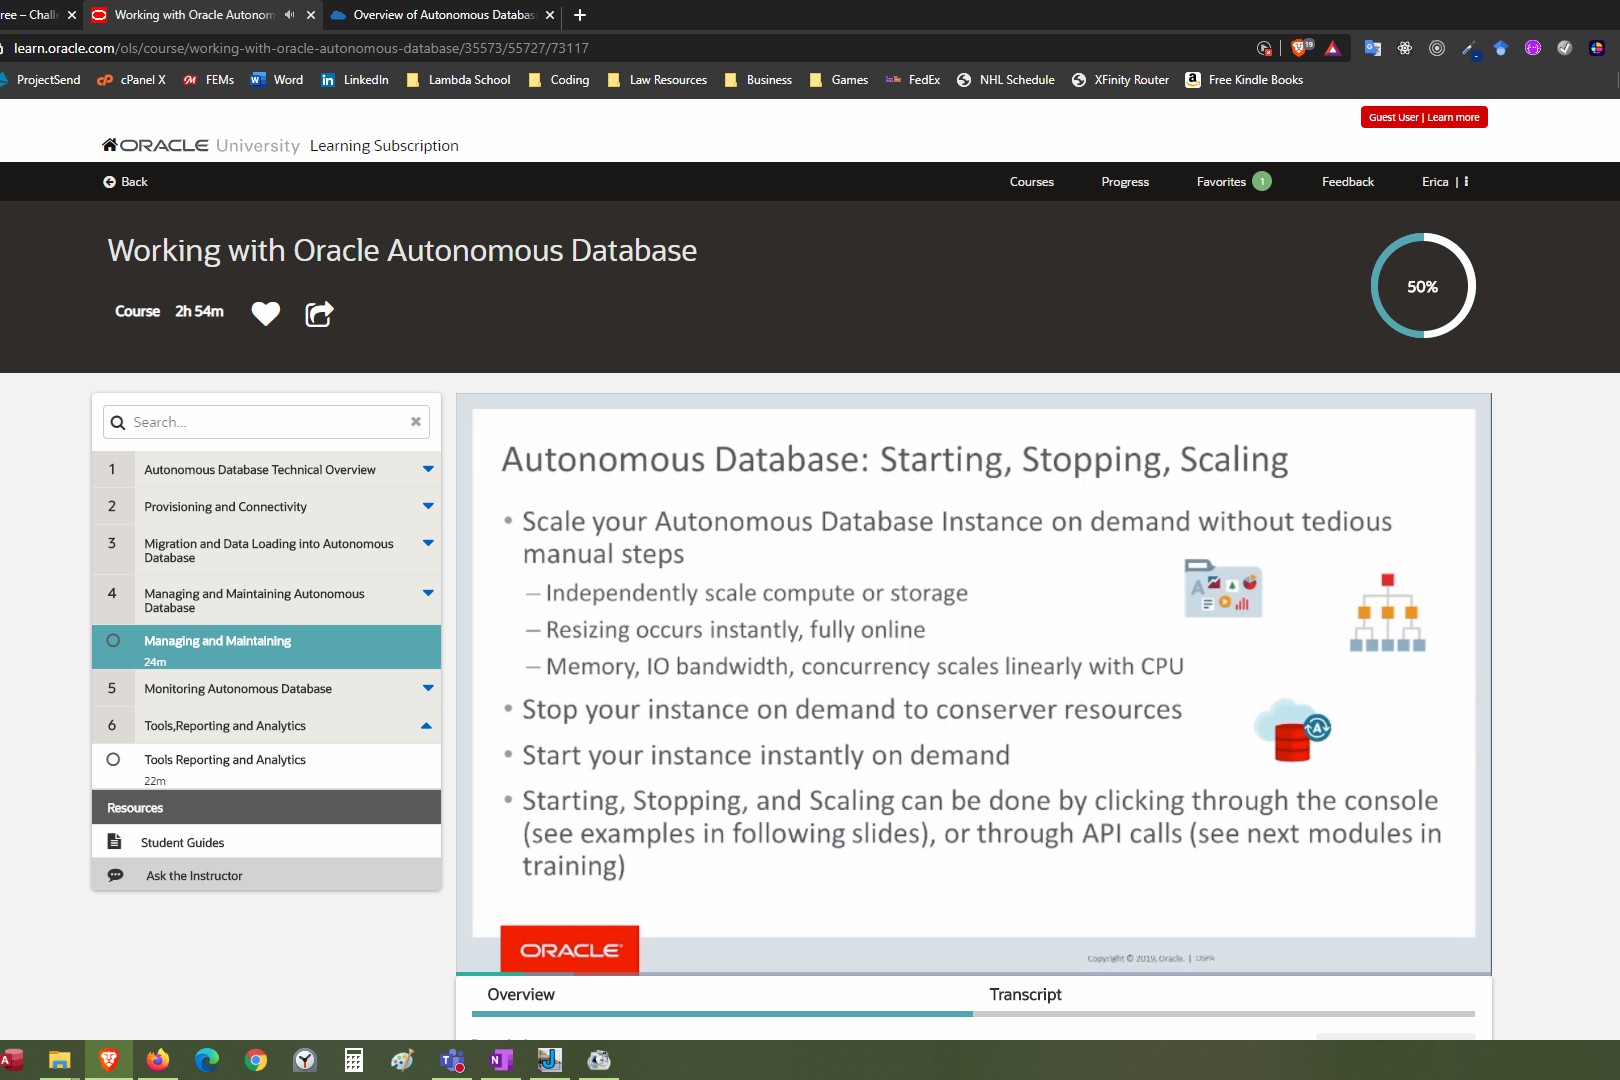 ree – Challe
Working with Oracle Autonom
Overview of Autonomous Databas
learn.oracle.com/ols/course/working-with-oracle-autonomous-database/35573/55727/73117
19
ProjectSend
cPanel X
FEMs
Word
LinkedIn
Lambda School
Coding
Law Resources
Business
Games
FedEx
NHL Schedule
XFinity Router
Free Kindle Books
Guest User | Learn more
ORACLE University Learning Subscription
Back
Courses
Progress
Favorites 1
Feedback
Erica |
Working with Oracle Autonomous Database
Course 2h 54m
50%
Search...
1 Autonomous Database Technical Overview
2 Provisioning and Connectivity
3 Migration and Data Loading into Autonomous
Database
4 Managing and Maintaining Autonomous
Database
Managing and Maintaining
24m
5 Monitoring Autonomous Database
6 Tools,Reporting and Analytics
Tools Reporting and Analytics
22m
Resources
Student Guides
Ask the Instructor
Autonomous Database: Starting, Stopping, Scaling
• Scale your Autonomous Database Instance on demand without tedious
manual steps
– Independently scale compute or storage
– Resizing occurs instantly, fully online
– Memory, IO bandwidth, concurrency scales linearly with CPU
• Stop your instance on demand to conserver resources
• Start your instance instantly on demand
• Starting, Stopping, and Scaling can be done by clicking through the console
(see examples in following slides), or through API calls (see next modules in
training)
A
A
ORACLE
Copyright © 2019, Oracle. |
Overview
Transcript